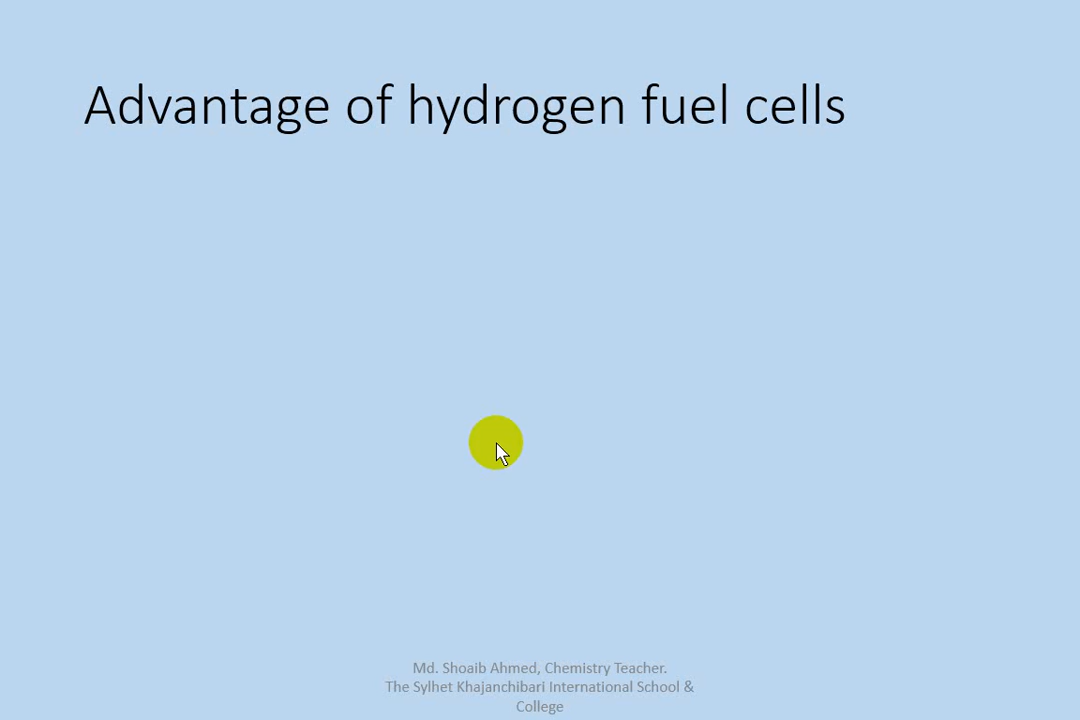 Advantage of hydrogen fuel cells
Md. Shoaib Ahmed, Chemistry Teacher.
The Sylhet Khajanchibari International School &
College